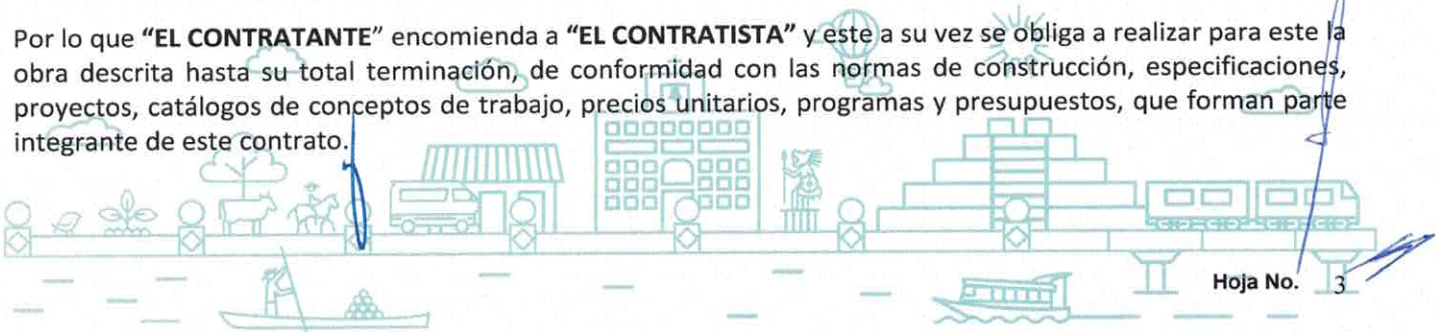 Por lo que “EL CONTRATANTE” encomienda a “EL CONTRATISTA” y este a su vez se obliga a realizar para este la
obra descrita hasta su total terminación, de conformidad con las normas de construcción, especificaciones,
proyectos, catálogos de conceptos de trabajo, precios unitarios, programas y presupuestos, que forman parte
integrante de este contrato.
Hoja No. 3